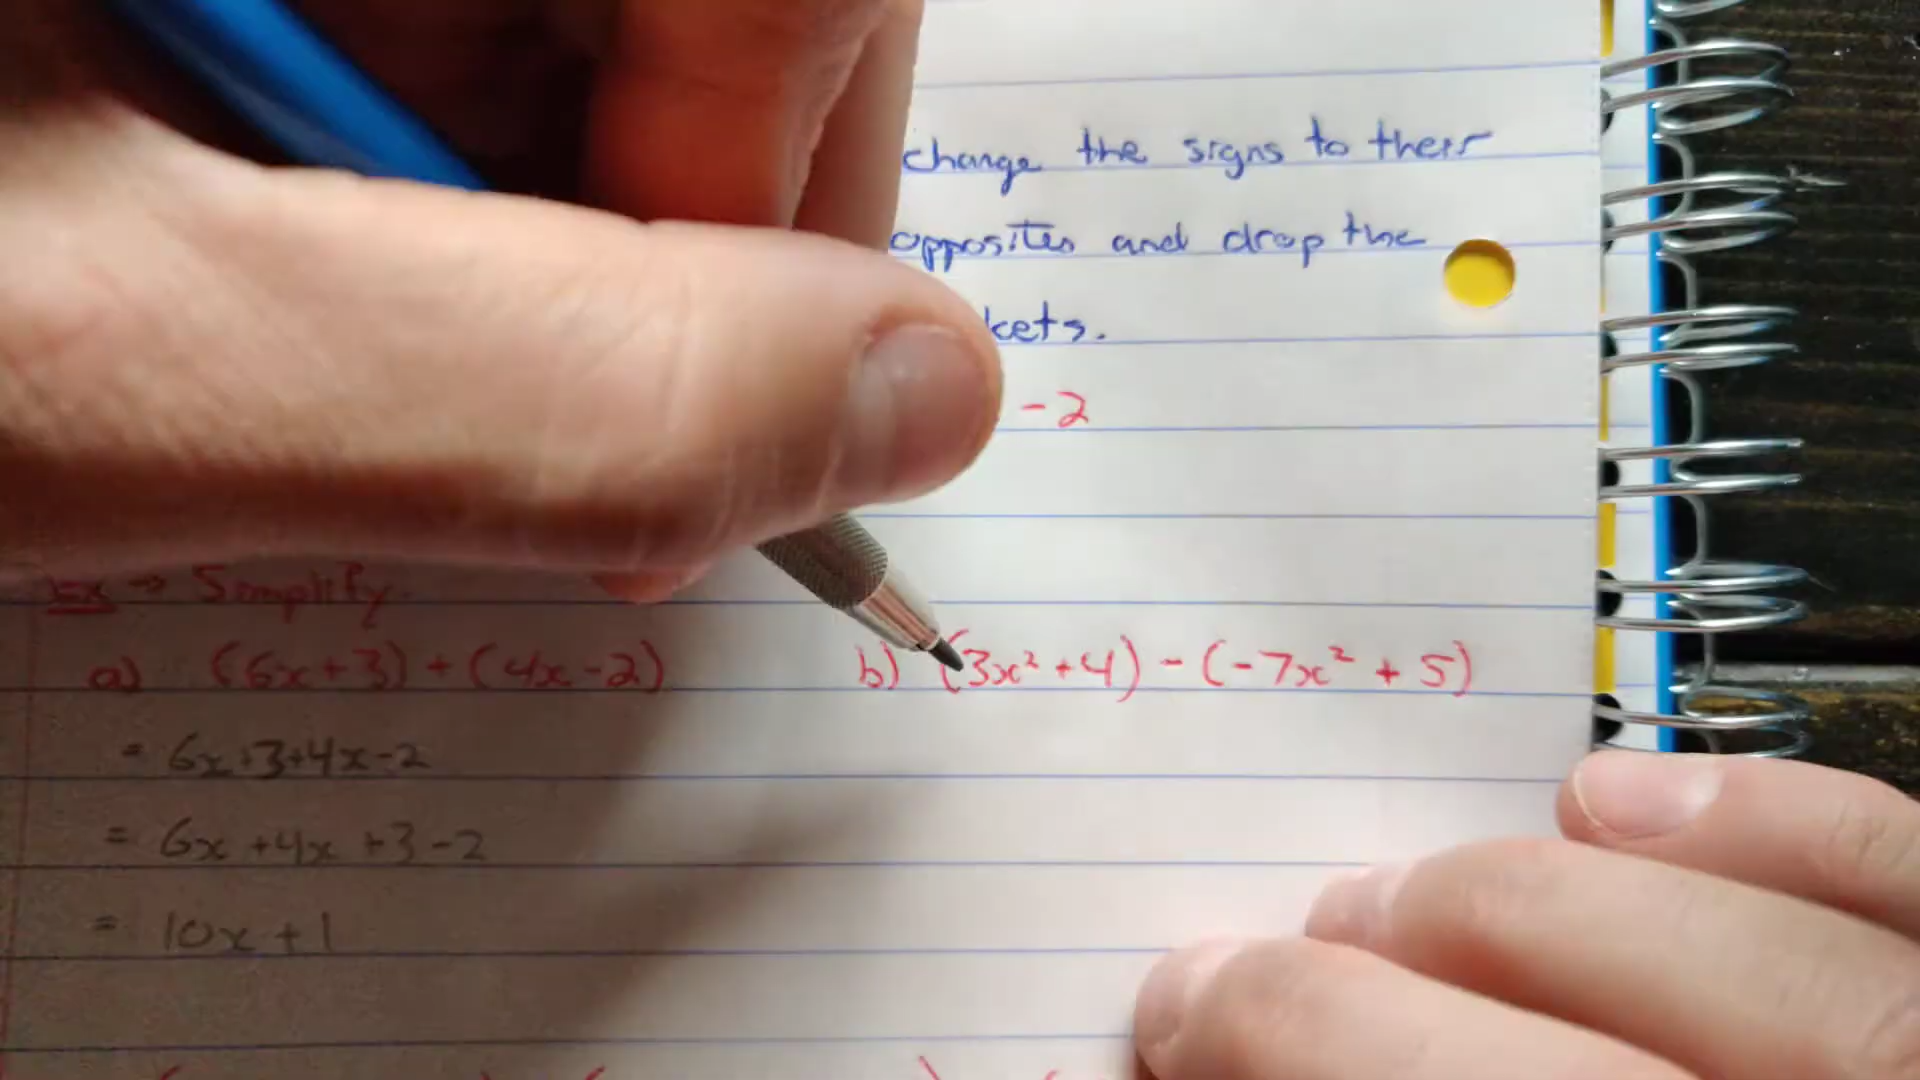 change the signs to their
opposites and drop the
kets.
-2
Ex → Simplify.
a) (6x+3)+(4x-2)
= 6x+3+4x-2
= 6x+4x+3-2
= 10x+1
b) (3x²+4)-(-7x²+5)